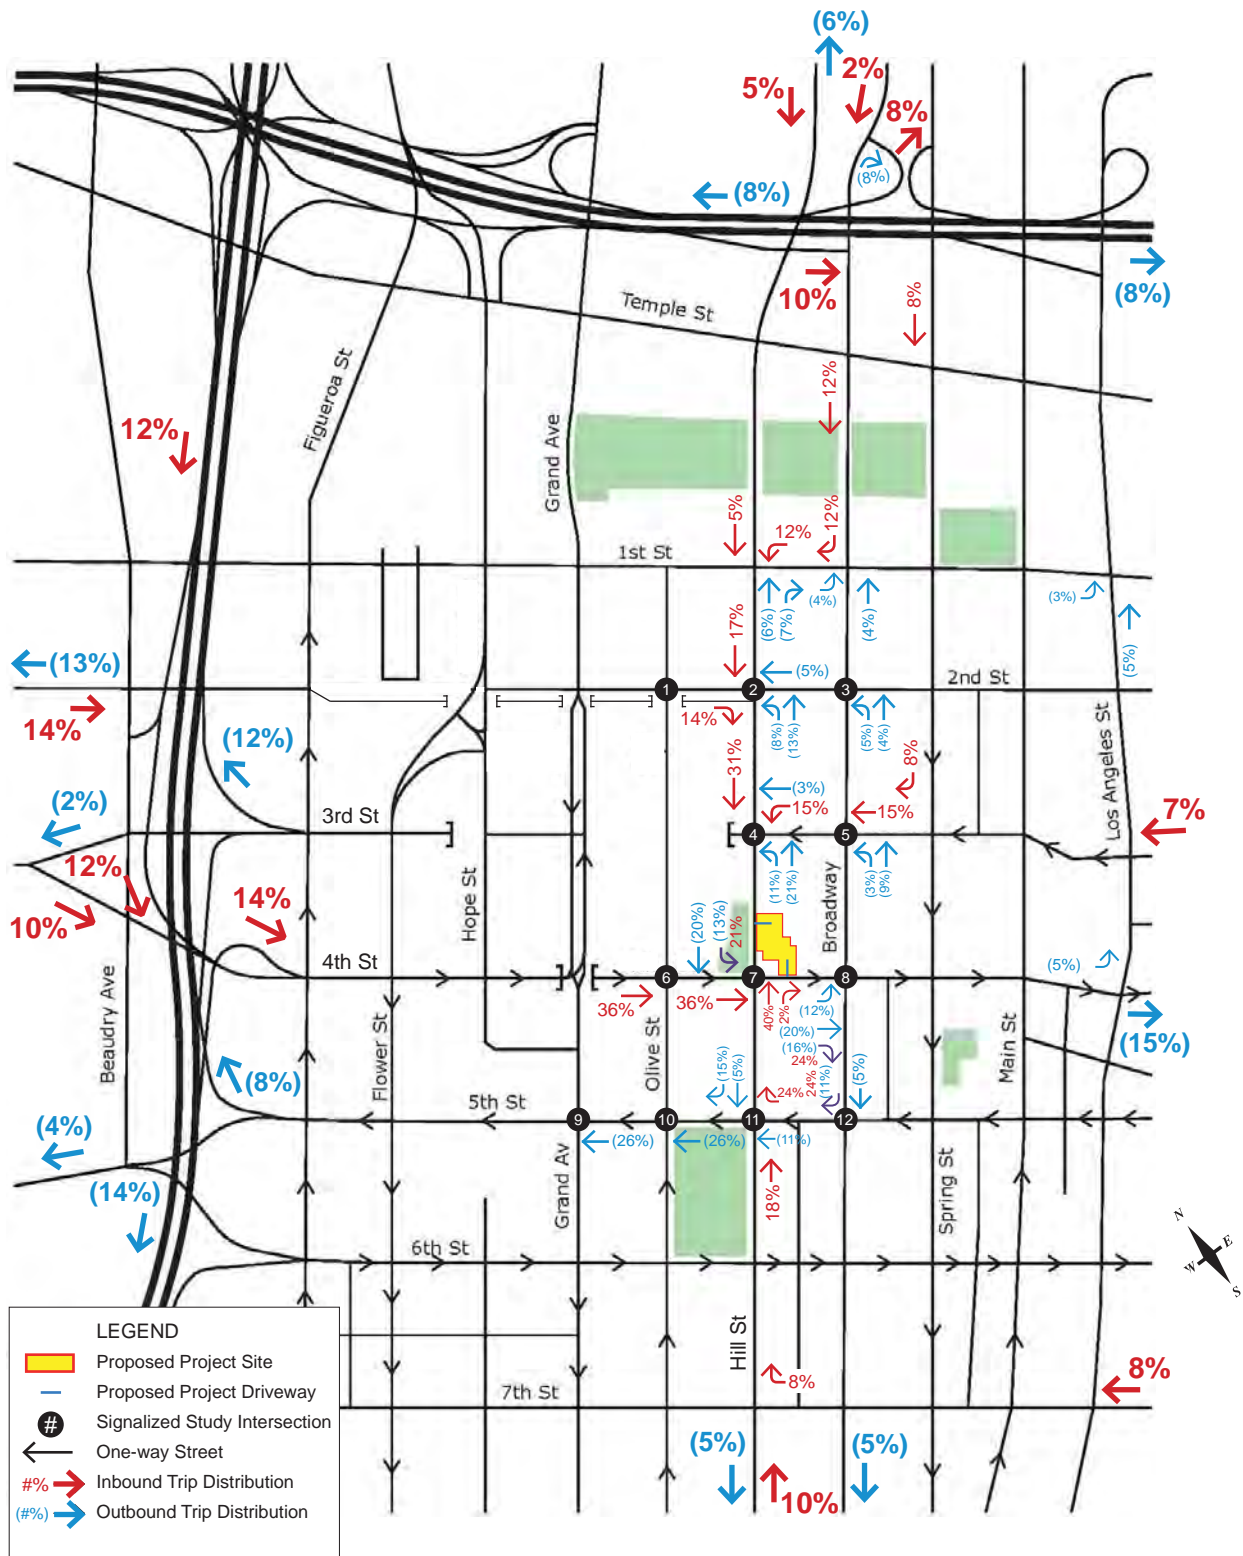 (6%)
2%
5%
8%
(8%)
(8%)
10%
(8%)
Temple St
8%
Figueroa St
12%
Grand Ave
12%
5%
12%
12%
1st St
(6%)
(7%)
(4%)
(4%)
(3%)
(5%)
17%
(13%)
(5%)
2nd St
1
2
3
14%
14%
(8%)
(13%)
(5%)
(4%)
Los Angeles St
(12%)
31%
8%
(2%)
(3%)
15%
15%
7%
3rd St
4
5
12%
(11%)
(21%)
(3%)
(9%)
14%
10%
Hope St
(20%)
(13%)
21%
Broadway
4th St
(5%)
6
7
8
36%
36%
40%
2%
(12%)
(20%)
(15%)
Beaudry Ave
Flower St
Olive St
(16%)
24%
Main St
(8%)
(15%)
(5%)
24%
24%
(11%)
(5%)
5th St
9
10
11
12
(4%)
(26%)
(26%)
(11%)
(14%)
Grand Av
18%
Spring St
6th St
N
E
W
S
Hill St
7th St
8%
8%
(5%)
(5%)
10%
LEGEND
Proposed Project Site
Proposed Project Driveway
# Signalized Study Intersection
One-way Street
#% Inbound Trip Distribution
(#%) Outbound Trip Distribution